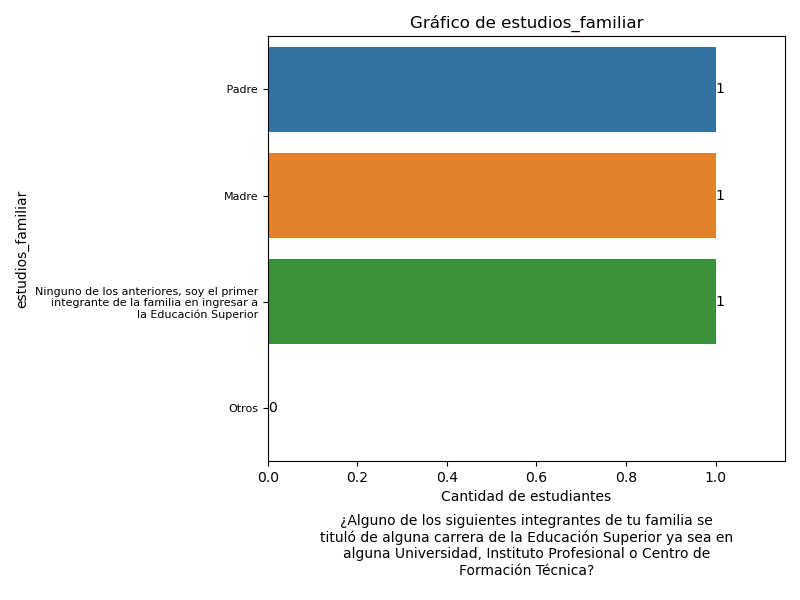 Gráfico de estudios_familiar
estudios_familiar
Padre
1
Madre
1
Ninguno de los anteriores, soy el primer
integrante de la familia en ingresar a
la Educación Superior
1
Otros
0
0.0 0.2 0.4 0.6 0.8 1.0
Cantidad de estudiantes
¿Alguno de los siguientes integrantes de tu familia se
tituló de alguna carrera de la Educación Superior ya sea en
alguna Universidad, Instituto Profesional o Centro de
Formación Técnica?